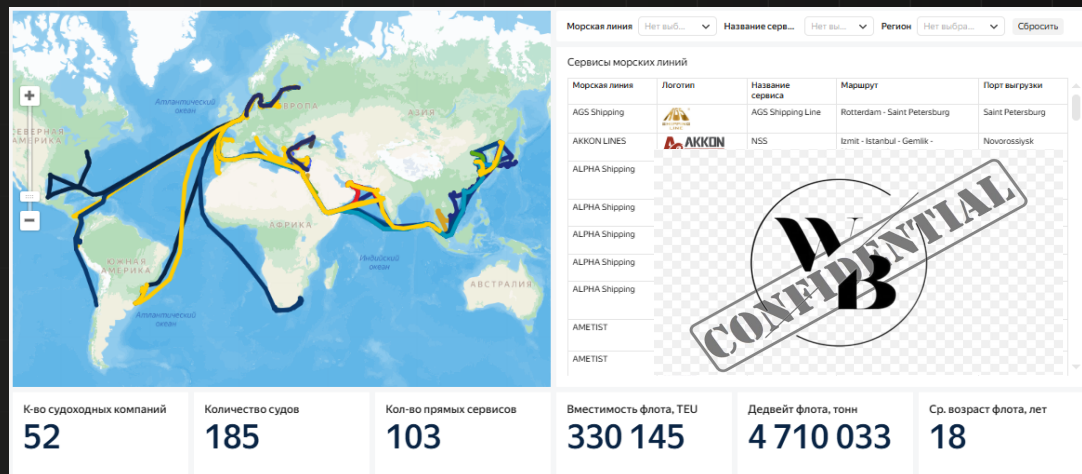 Морская линия Нет выб... Название серв... Нет вы... Регион Нет выбра... Сбросить
Атлантический
океан
ЕВРОПА
АЗИЯ
СЕВЕРНАЯ
АМЕРИКА
АФРИКА
ЮЖНАЯ
АМЕРИКА
Индийский
океан
АВСТРАЛИЯ
Атлантический
океан
Сервисы морских линий
Морская линия Логотип Название сервиса Маршрут Порт выгрузки
AGS Shipping AGS Shipping Line Rotterdam - Saint Petersburg Saint Petersburg
AKKON LINES AKKON NSS Izmit - Istanbul - Gemlik - Novorossiysk
ALPHA Shipping
ALPHA Shipping
ALPHA Shipping
ALPHA Shipping
ALPHA Shipping
AMETIST
AMETIST
WB
CONFIDENTIAL
К-во судоходных компаний
52
Количество судов
185
Кол-во прямых сервисов
103
Вместимость флота, TEU
330 145
Дедвейт флота, тонн
4 710 033
Ср. возраст флота, лет
18